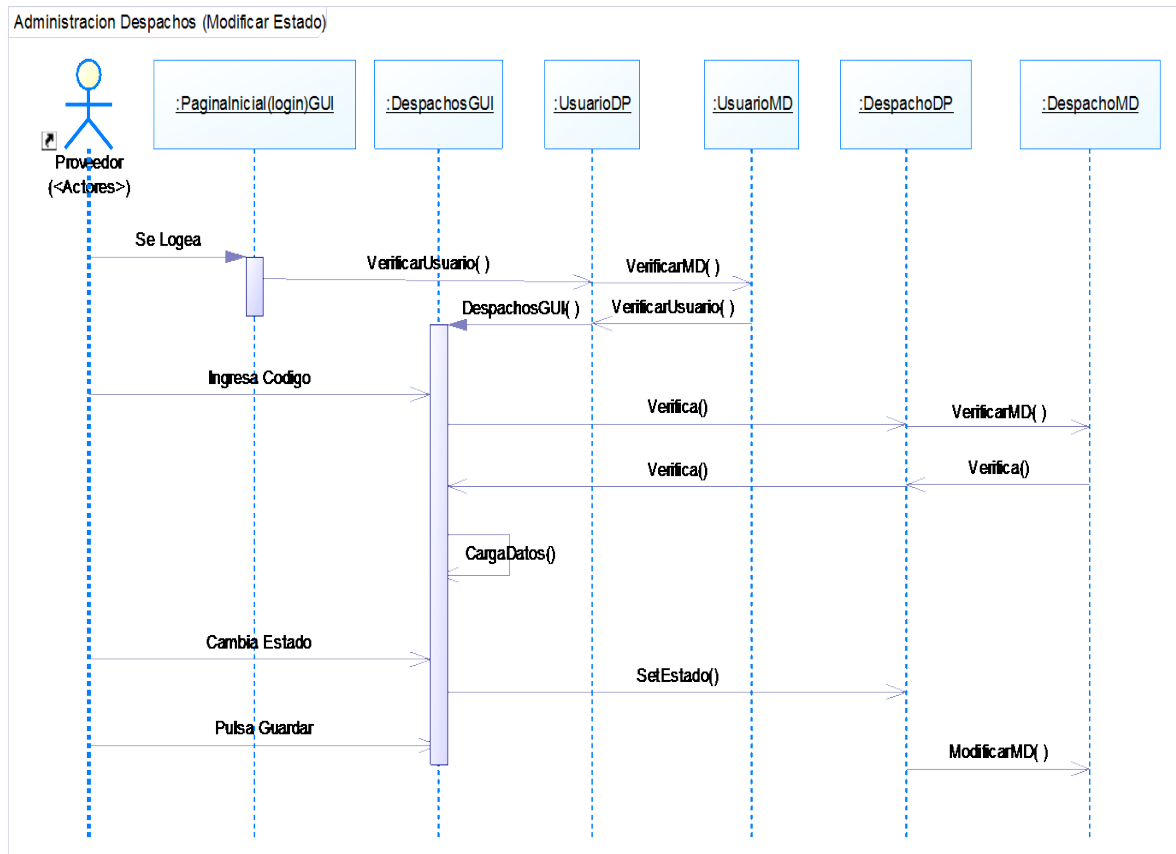 Administracion Despachos (Modificar Estado)
:PaginaInicial(login)GUI
:DespachosGUI
:UsuarioDP
:UsuarioMD
:DespachoDP
:DespachoMD
Proveedor
(<Actores>)
Se Logea
VerificarUsuario( )
VerificarMD( )
DespachosGUI( )
VerificarUsuario( )
Ingresa Codigo
Verifica()
VerificarMD( )
Verifica()
Verifica()
CargaDatos()
Cambia Estado
SetEstado()
Pulsa Guardar
ModificarMD( )